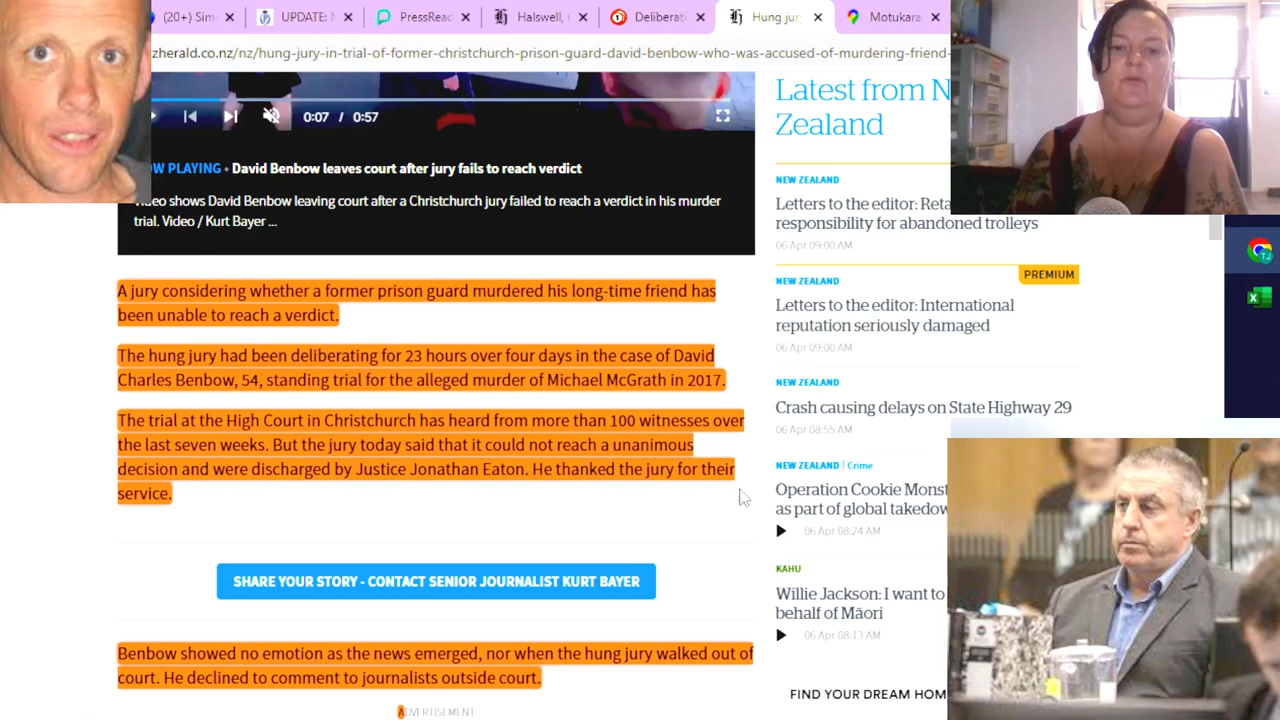 (20+) Sim
UPDATE:
PressRea
Halswell, C
Deliberati
Hung jur
Motukara
zherald.co.nz/nz/hung-jury-in-trial-of-former-christchurch-prison-guard-david-benbow-who-was-accused-of-murdering-friend-
0:07 / 0:57
OW PLAYING • David Benbow leaves court after jury fails to reach verdict
Video shows David Benbow leaving court after a Christchurch jury failed to reach a verdict in his murder
trial. Video / Kurt Bayer ...
A jury considering whether a former prison guard murdered his long-time friend has
been unable to reach a verdict.
The hung jury had been deliberating for 23 hours over four days in the case of David
Charles Benbow, 54, standing trial for the alleged murder of Michael McGrath in 2017.
The trial at the High Court in Christchurch has heard from more than 100 witnesses over
the last seven weeks. But the jury today said that it could not reach a unanimous
decision and were discharged by Justice Jonathan Eaton. He thanked the jury for their
service.
SHARE YOUR STORY - CONTACT SENIOR JOURNALIST KURT BAYER
Benbow showed no emotion as the news emerged, nor when the hung jury walked out of
court. He declined to comment to journalists outside court.
ADVERTISEMENT
Latest from N
Zealand
NEW ZEALAND
Letters to the editor: Reta
responsibility for abandoned trolleys
06 Apr 09:00 AM
PREMIUM
NEW ZEALAND
Letters to the editor: International
reputation seriously damaged
06 Apr 09:00 AM
NEW ZEALAND
Crash causing delays on State Highway 29
06 Apr 08:55 AM
NEW ZEALAND | Crime
Operation Cookie Monst
as part of global takedow
06 Apr 08:24 AM
KAHU
Willie Jackson: I want to
behalf of Māori
06 Apr 08:13 AM
FIND YOUR DREAM HOM
TJ